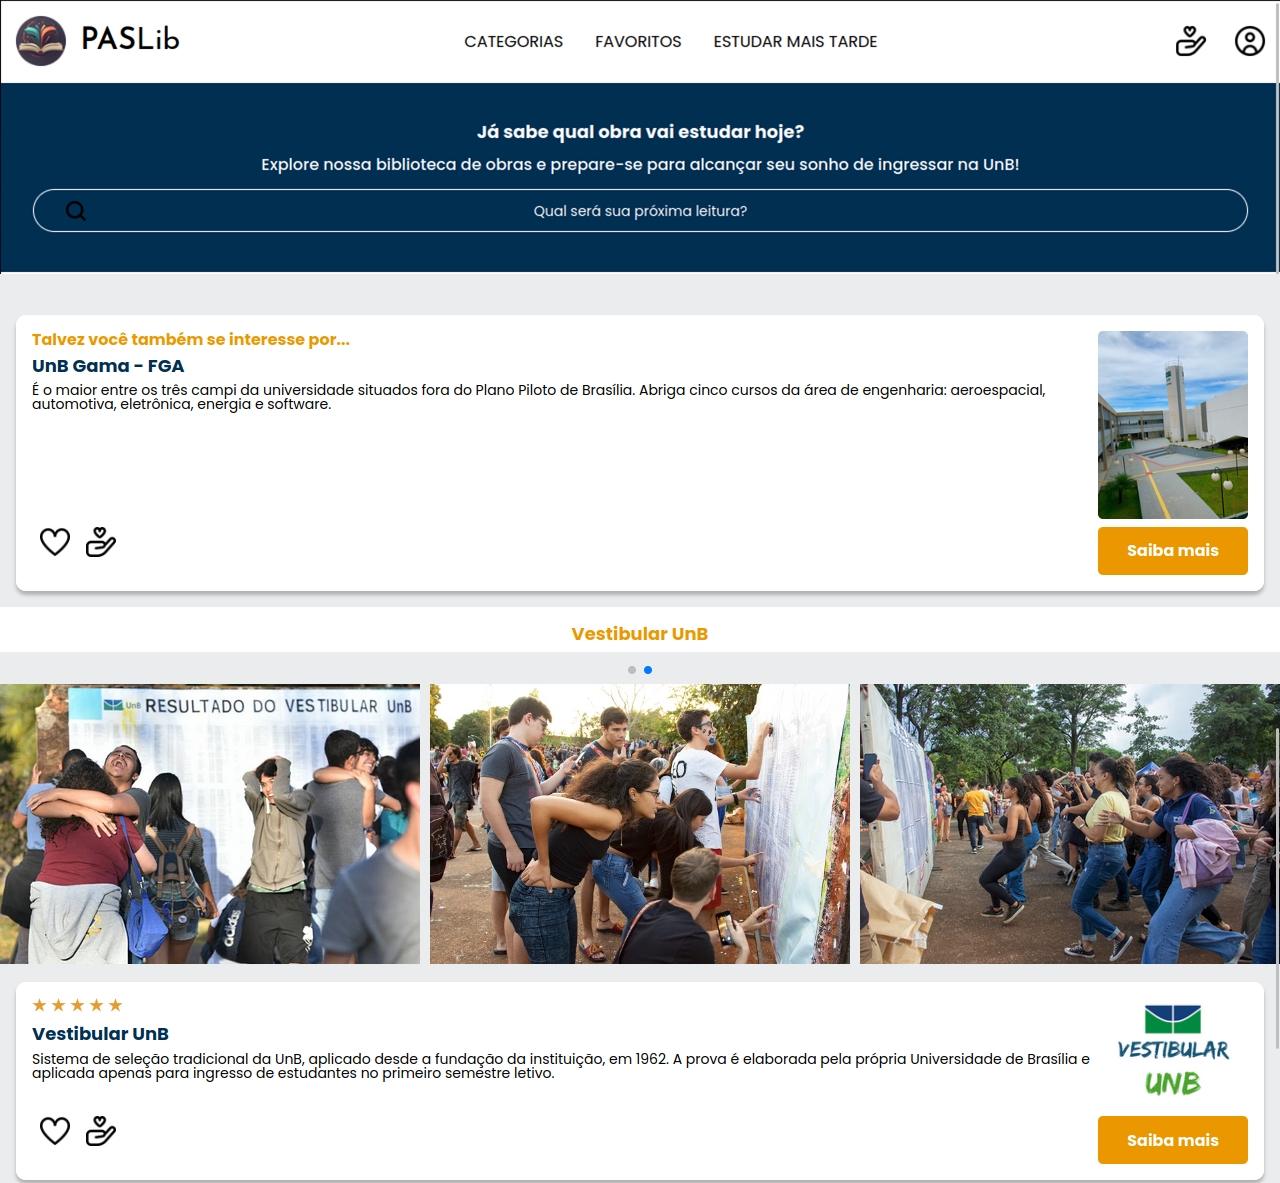 PASLib
CATEGORIAS FAVORITOS ESTUDAR MAIS TARDE
Já sabe qual obra vai estudar hoje?
Explore nossa biblioteca de obras e prepare-se para alcançar seu sonho de ingressar na UnB!
Qual será sua próxima leitura?
Talvez você também se interesse por...
UnB Gama - FGA
É o maior entre os três campi da universidade situados fora do Plano Piloto de Brasília. Abriga cinco cursos da área de engenharia: aeroespacial,
automotiva, eletrônica, energia e software.
Saiba mais
Vestibular UnB
UnB RESULTADO DO VESTIBULAR UnB
adidas
Vestibular UnB
Sistema de seleção tradicional da UnB, aplicado desde a fundação da instituição, em 1962. A prova é elaborada pela própria Universidade de Brasília e
aplicada apenas para ingresso de estudantes no primeiro semestre letivo.
VESTIBULAR
UNB
Saiba mais